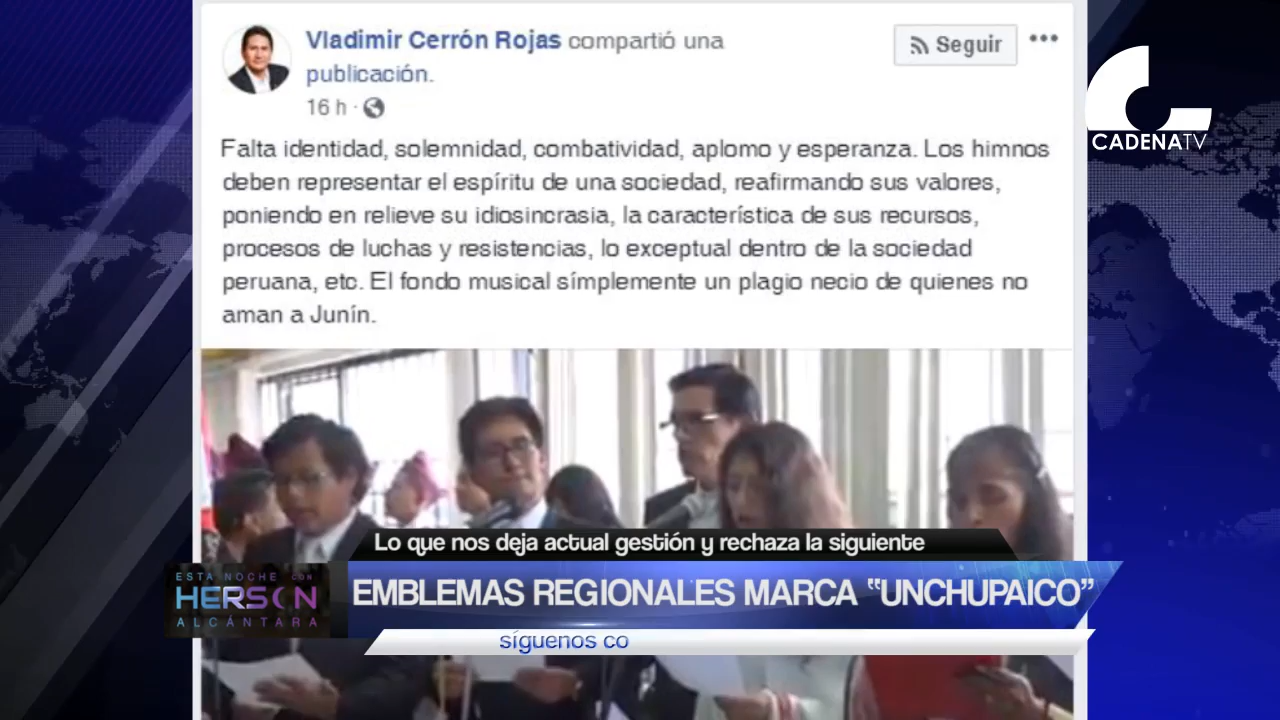 Vladimir Cerrón Rojas compartió una
publicación.
16 h ·
Seguir
CADENATV
Falta identidad, solemnidad, combatividad, aplomo y esperanza. Los himnos
deben representar el espíritu de una sociedad, reafirmando sus valores,
poniendo en relieve su idiosincrasia, la característica de sus recursos,
procesos de luchas y resistencias, lo exceptual dentro de la sociedad
peruana, etc. El fondo musical símplemente un plagio necio de quienes no
aman a Junín.
Lo que nos deja actual gestión y rechaza la siguiente
ESTA NOCHE CON
HERSON
ALCÁNTARA
EMBLEMAS REGIONALES MARCA “UNCHUPAICO”
síguenos co